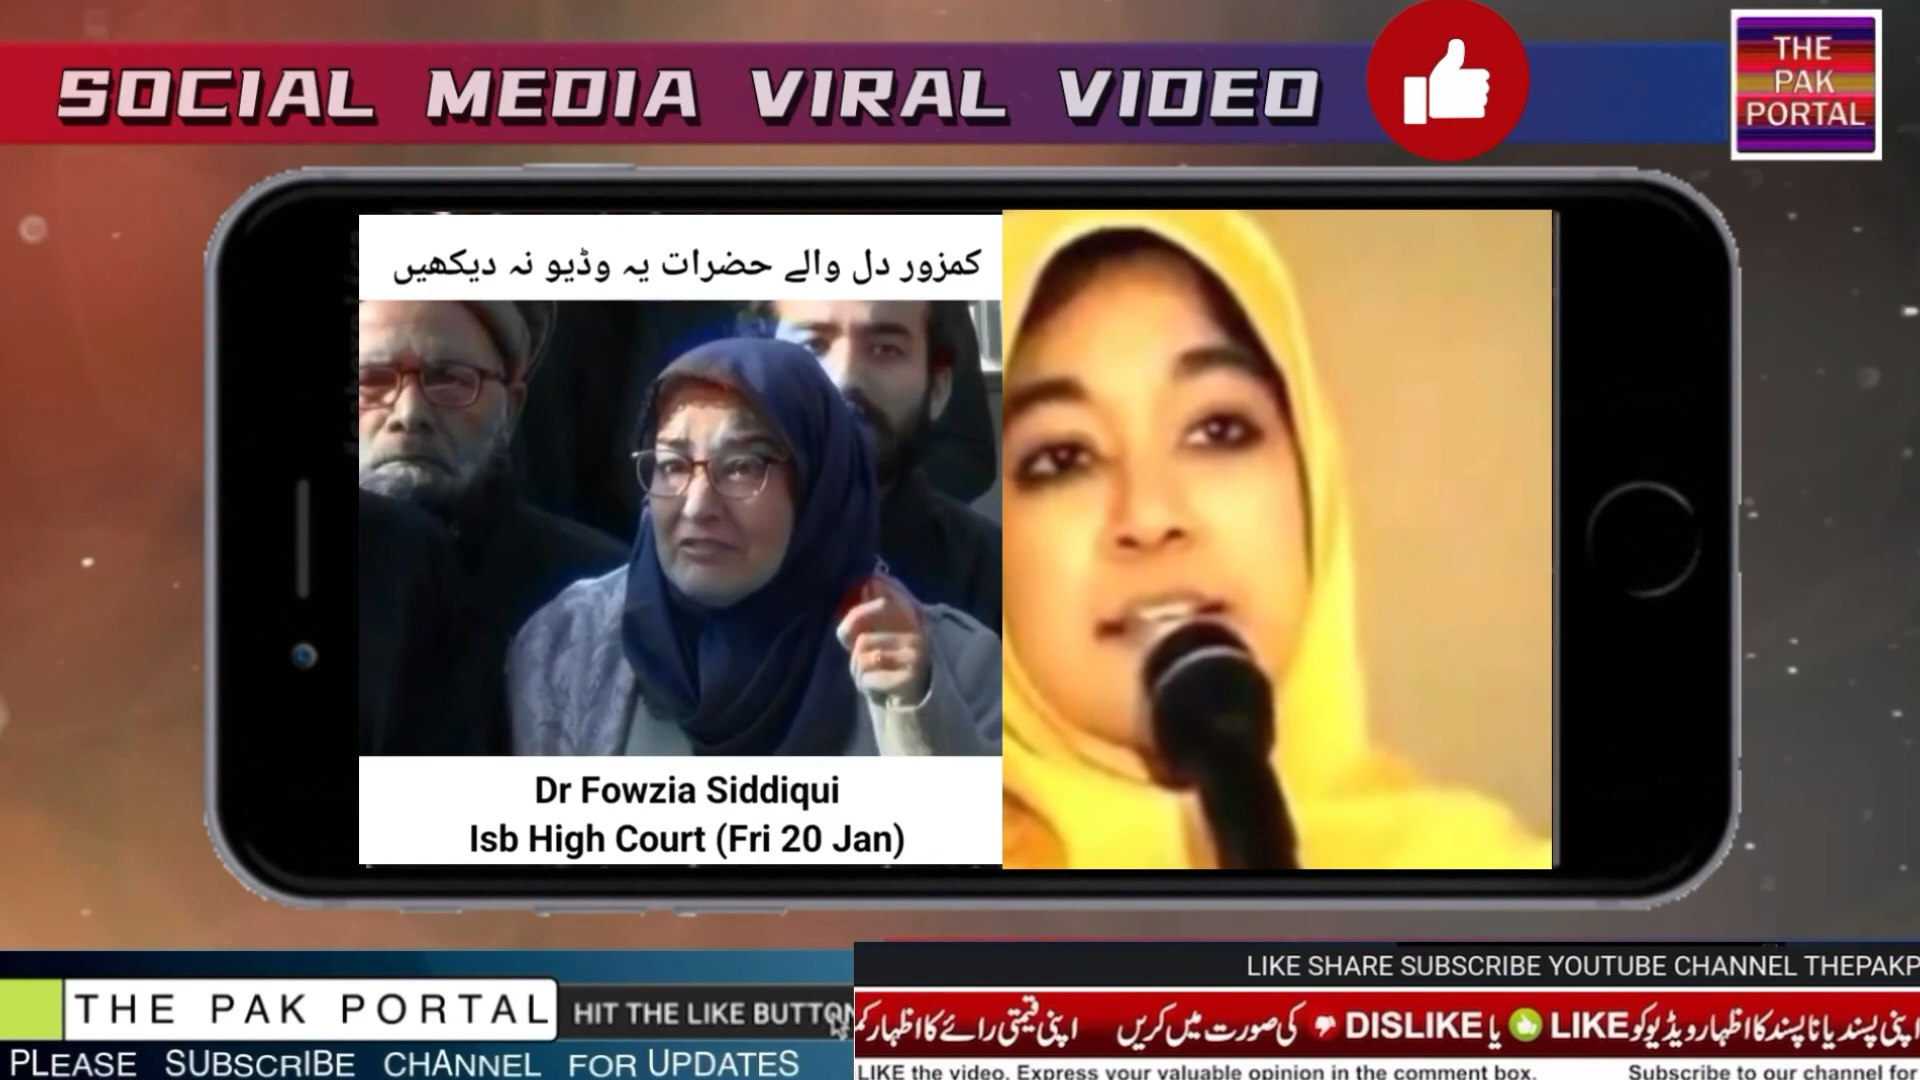 SOCIAL MEDIA VIRAL VIDEO
THE
PAK
PORTAL
کمزور دل والے حضرات یہ وڈیو نہ دیکھیں
Dr Fowzia Siddiqui
Isb High Court (Fri 20 Jan)
LIKE SHARE SUBSCRIBE YOUTUBE CHANNEL THEPAKP
THE PAK PORTAL
HIT THE LIKE BUTTON
اپنی پسند یا ناپسند کا اظہار ویڈیو کو LIKE یا DISLIKE کی صورت میں کریں اپنی قیمتی رائے کا اظہار
PLEASE SUBSCRIBE CHANNEL FOR UPDATES
LIKE the video. Express your valuable opinion in the comment box. Subscribe to our channel for